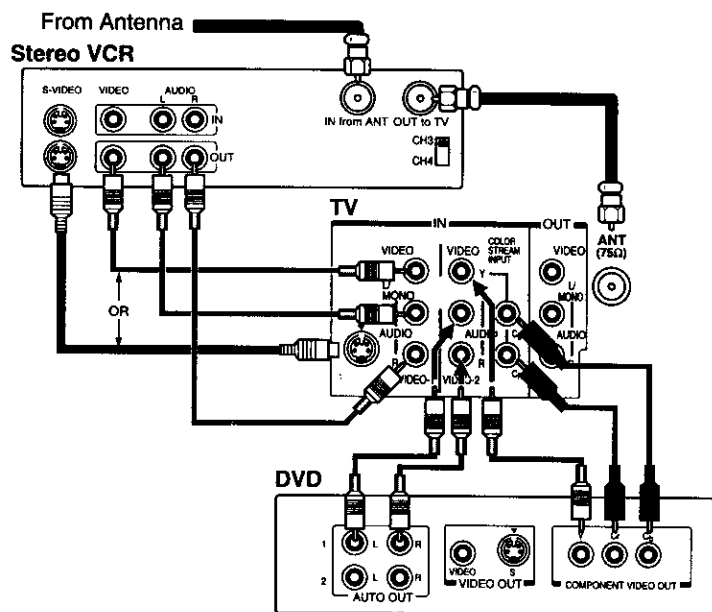 From Antenna
Stereo VCR
S-VIDEO
VIDEO
AUDIO
L
R
IN
IN from ANT
OUT to TV
OUT
CH3
CH4
TV
IN
OUT
ANT
(75Ω)
VIDEO
VIDEO
COLOR
STREAM
INPUT
Y
VIDEO
L/
MONO
L/
MONO
OR
AUDIO
AUDIO
AUDIO
R
R
VIDEO-
VIDEO-2
DVD
1
L
R
2
L
R
AUTO OUT
VIDEO
S
VIDEO OUT
COMPONENT VIDEO OUT